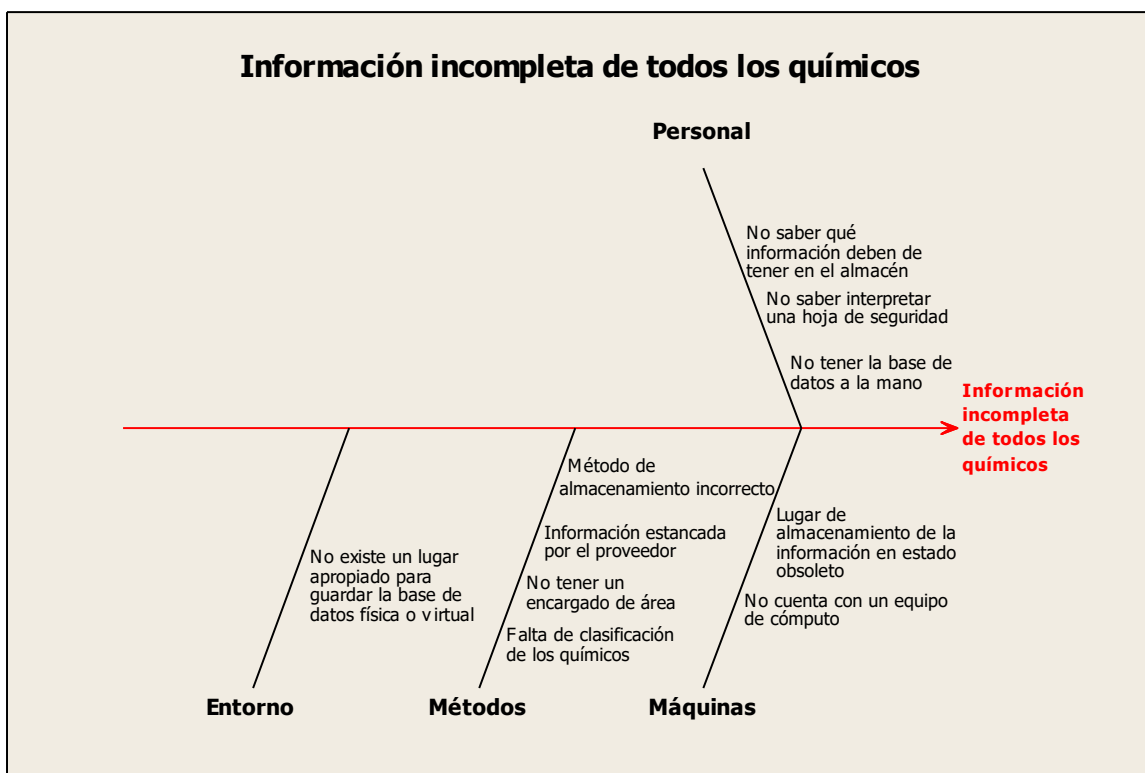 Información incompleta de todos los químicos
Personal
No saber qué
información deben de
tener en el almacén
No saber interpretar
una hoja de seguridad
No tener la base de
datos a la mano
Información
incompleta
de todos los
químicos
Método de
almacenamiento incorrecto
Información estancada
por el proveedor
No tener un
encargado de área
Falta de clasificación
de los químicos
Lugar de
almacenamiento de la
información en estado
obsoleto
No cuenta con un equipo
de cómputo
No existe un lugar
apropiado para
guardar la base de
datos física o virtual
Entorno
Métodos
Máquinas